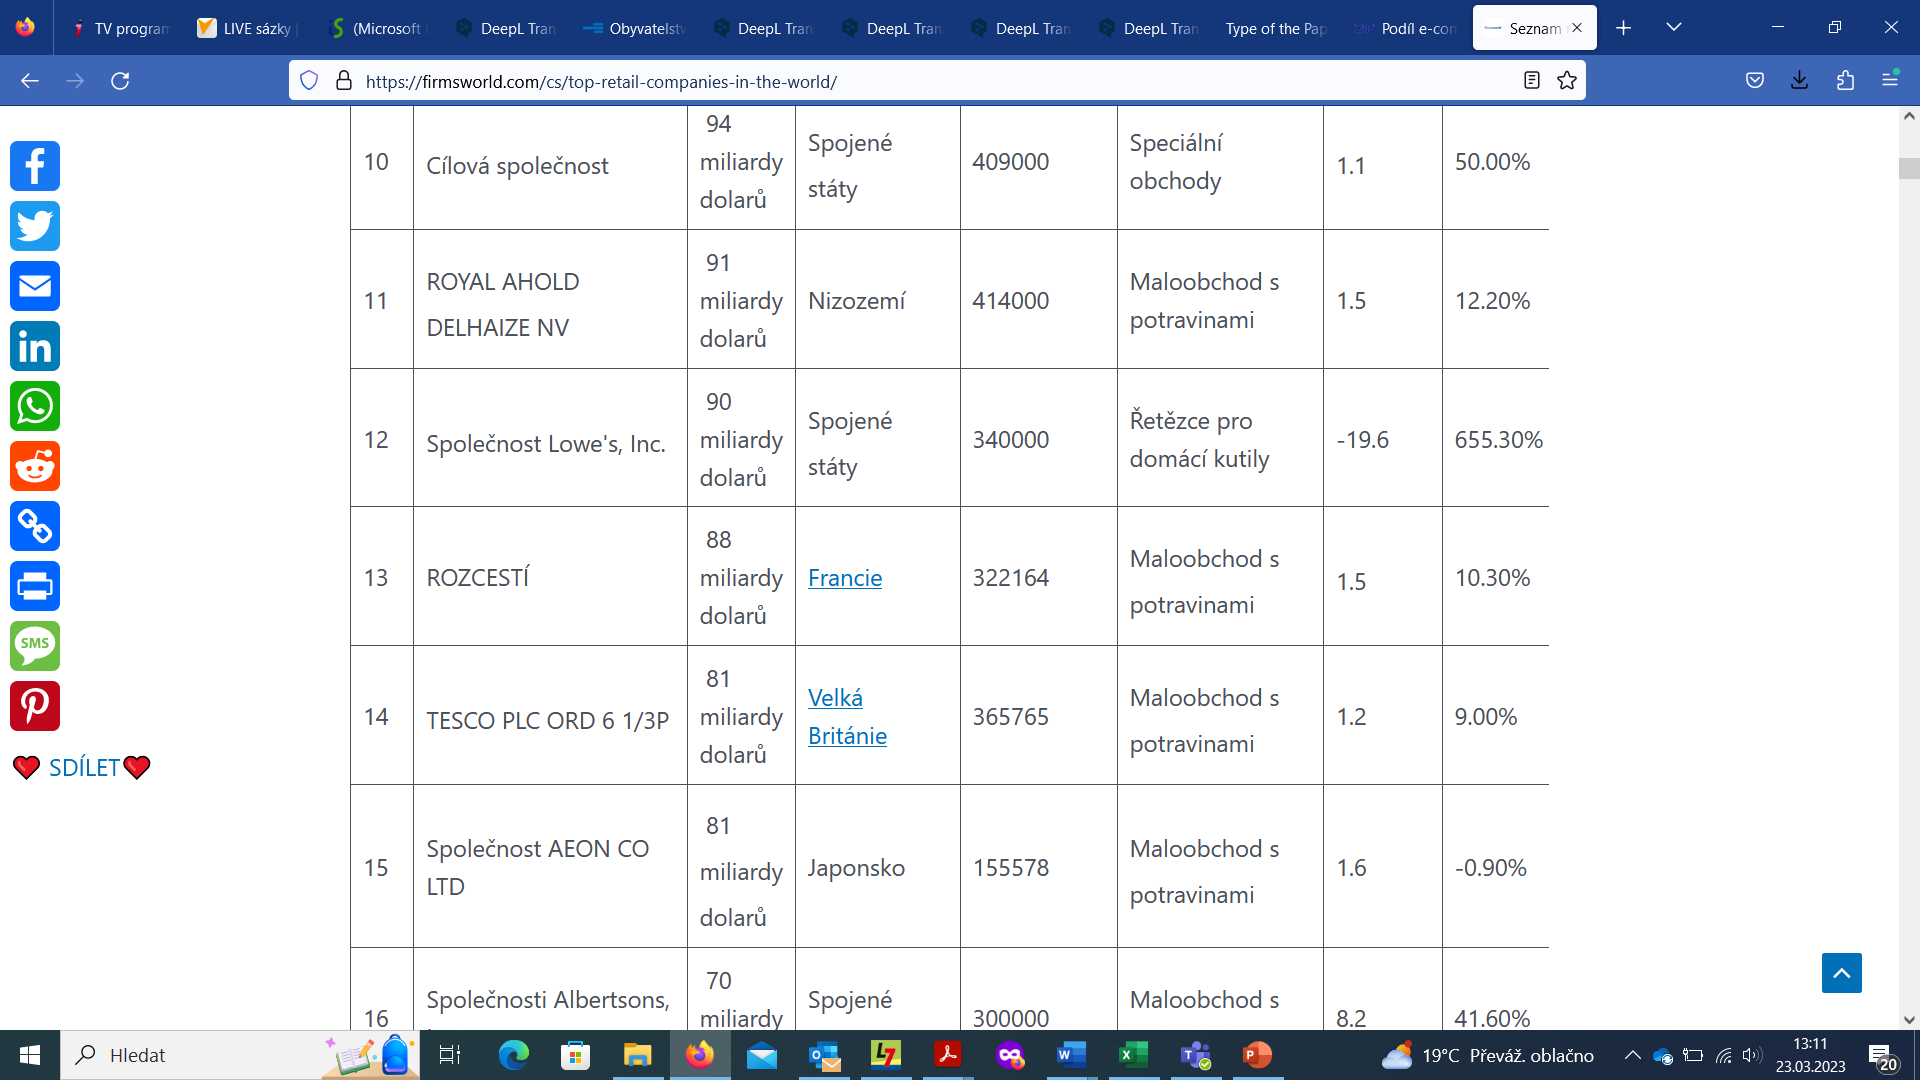 TV program
LIVE sázky
(Microsoft
DeepL Tran
Obyvatelstv
DeepL Tran
DeepL Tran
DeepL Tran
DeepL Tran
Type of the Pap
Podíl e-con
Seznam
https://firmsworld.com/cs/top-retail-companies-in-the-world/
10
Cílová společnost
94
miliardy
dolarů
Spojené
státy
409000
Speciální
obchody
1.1
50.00%
11
ROYAL AHOLD
DELHAIZE NV
91
miliardy
dolarů
Nizozemí
414000
Maloobchod s
potravinami
1.5
12.20%
12
Společnost Lowe's, Inc.
90
miliardy
dolarů
Spojené
státy
340000
Řetězce pro
domácí kutily
-19.6
655.30%
13
ROZCESTÍ
88
miliardy
dolarů
Francie
322164
Maloobchod s
potravinami
1.5
10.30%
14
TESCO PLC ORD 6 1/3P
81
miliardy
dolarů
Velká
Británie
365765
Maloobchod s
potravinami
1.2
9.00%
15
Společnost AEON CO
LTD
81
miliardy
dolarů
Japonsko
155578
Maloobchod s
potravinami
1.6
-0.90%
16
Společnosti Albertsons,
70
miliardy
Spojené
300000
Maloobchod s
8.2
41.60%
SMS
SDÍLET
Hledat
19°C Převáž. oblačno
13:11
23.03.2023
20